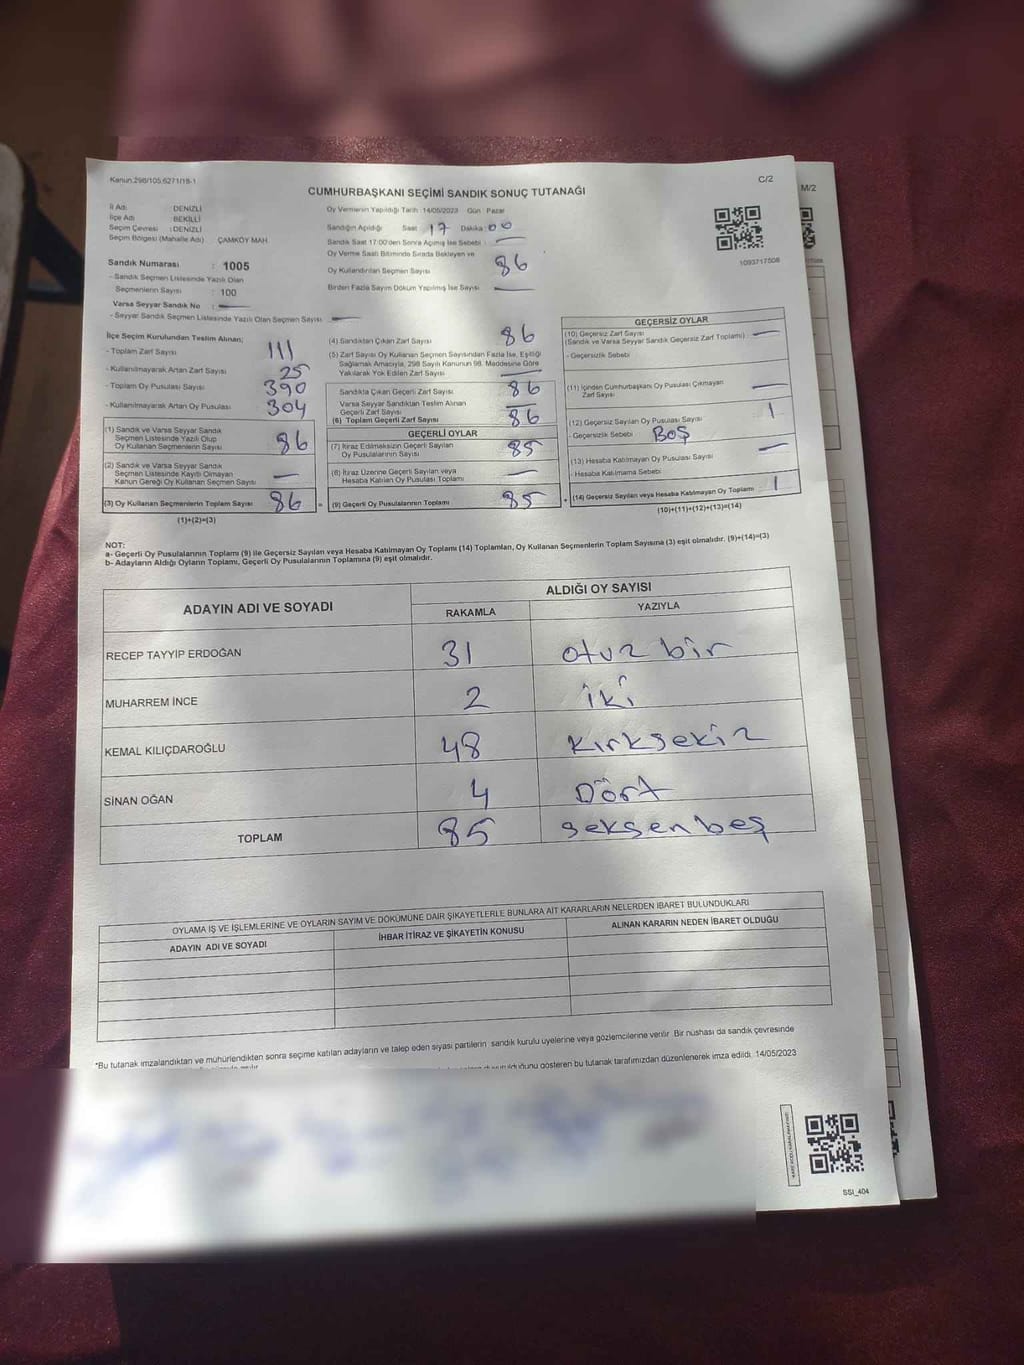 Kanun.298/105,6271/18-1
C/2
M/2
CUMHURBAŞKANI SEÇİMİ SANDIK SONUÇ TUTANAĞI
İl Adı : DENİZLİ
İlçe Adı : BEKİLLİ
Seçim Çevresi : DENİZLİ
Seçim Bölgesi (Mahalle Adı) : ÇAMKÖY MAH.
Sandık Numarası : 1005
- Sandık Seçmen Listesinde Yazılı Olan
Seçmenlerin Sayısı : 100
Varsa Seyyar Sandık No :
- Seyyar Sandık Seçmen Listesinde Yazılı Olan Seçmen Sayısı :
Oy Vermenin Yapıldığı Tarih :14/05/2023 Gün : Pazar
Sandığın Açıldığı Saat : 17 Dakika : 00
Sandık Saat 17:00'den Sonra Açılmış İse Sebebi :
Oy Verme Saati Bitiminde Sırada Bekleyen ve
Oy Kullandırılan Seçmen Sayısı 86
Birden Fazla Sayım Döküm Yapılmış İse Sayısı
1093717508
İlçe Seçim Kurulundan Teslim Alınan;
- Toplam Zarf Sayısı 111
- Kullanılmayarak Artan Zarf Sayısı 25
- Toplam Oy Pusulası Sayısı 390
- Kullanılmayarak Artan Oy Pusulası 304
(1) Sandık ve Varsa Seyyar Sandık
Seçmen Listesinde Yazılı Olup
Oy Kullanan Seçmenlerin Sayısı 86
(2) Sandık ve Varsa Seyyar Sandık
Seçmen Listesinde Kayıtlı Olmayan
Kanun Gereği Oy Kullanan Seçmen Sayısı
(3) Oy Kullanan Seçmenlerin Toplam Sayısı 86
(1)+(2)=(3)
(4) Sandıktan Çıkan Zarf Sayısı 86
(5) Zarf Sayısı Oy Kullanan Seçmen Sayısından Fazla İse, Eşitliği
Sağlamak Amacıyla, 298 Sayılı Kanunun 98. Maddesine Göre
Yakılarak Yok Edilen Zarf Sayısı
Sandıkta Çıkan Geçerli Zarf Sayısı 86
Varsa Seyyar Sandıktan Teslim Alınan
Geçerli Zarf Sayısı
(6) Toplam Geçerli Zarf Sayısı 86
GEÇERLİ OYLAR
(7) İtiraz Edilmeksizin Geçerli Sayılan
Oy Pusulalarının Sayısı 85
(8) İtiraz Üzerine Geçerli Sayılan veya
Hesaba Katılan Oy Pusulaları Toplamı
(9) Geçerli Oy Pusulalarının Toplamı 85
GEÇERSİZ OYLAR
(10) Geçersiz Zarf Sayısı
(Sandık ve Varsa Seyyar Sandık Geçersiz Zarf Toplamı)
- Geçersizlik Sebebi
(11) İçinden Cumhurbaşkanı Oy Pusulası Çıkmayan
Zarf Sayısı
(12) Geçersiz Sayılan Oy Pusulası Sayısı 1
- Geçersizlik Sebebi BOŞ
(13) Hesaba Katılmayan Oy Pusulası Sayısı
- Hesaba Katılmama Sebebi
(14) Geçersiz Sayılan veya Hesaba Katılmayan Oy Toplamı 1
(10)+(11)+(12)+(13)=(14)
NOT:
a- Geçerli Oy Pusulalarının Toplamı (9) ile Geçersiz Sayılan veya Hesaba Katılmayan Oy Toplamı (14) Toplamları, Oy Kullanan Seçmenlerin Toplam Sayısına (3) eşit olmalıdır. (9)+(14)=(3)
b- Adayların Aldığı Oyların Toplamı, Geçerli Oy Pusulalarının Toplamına (9) eşit olmalıdır.
ADAYIN ADI VE SOYADI
ALDIĞI OY SAYISI
RAKAMLA YAZIYLA
RECEP TAYYİP ERDOĞAN 31 otuz bir
MUHARREM İNCE 2 iki
KEMAL KILIÇDAROĞLU 48 kırksekiz
SİNAN OĞAN 4 Dört
TOPLAM 85 seksenbeş
OYLAMA İŞ VE İŞLEMLERİNE VE OYLARIN SAYIM VE DÖKÜMÜNE DAİR ŞİKAYETLERLE BUNLARA AİT KARARLARIN NELERDEN İBARET BULUNDUKLARI
ADAYIN ADI VE SOYADI İHBAR İTİRAZ VE ŞİKAYETİN KONUSU ALINAN KARARIN NEDEN İBARET OLDUĞU
*Bu tutanak imzalandıktan ve mühürlendikten sonra seçime katılan adayların ve talep eden siyasi partilerin sandık kurulu üyelerine veya gözlemcilerine verilir. Bir nüshası da sandık çevresinde
gösteren bu tutanak tarafımızdan düzenlenerek imza edildi. 14/05/2023
SSI_404